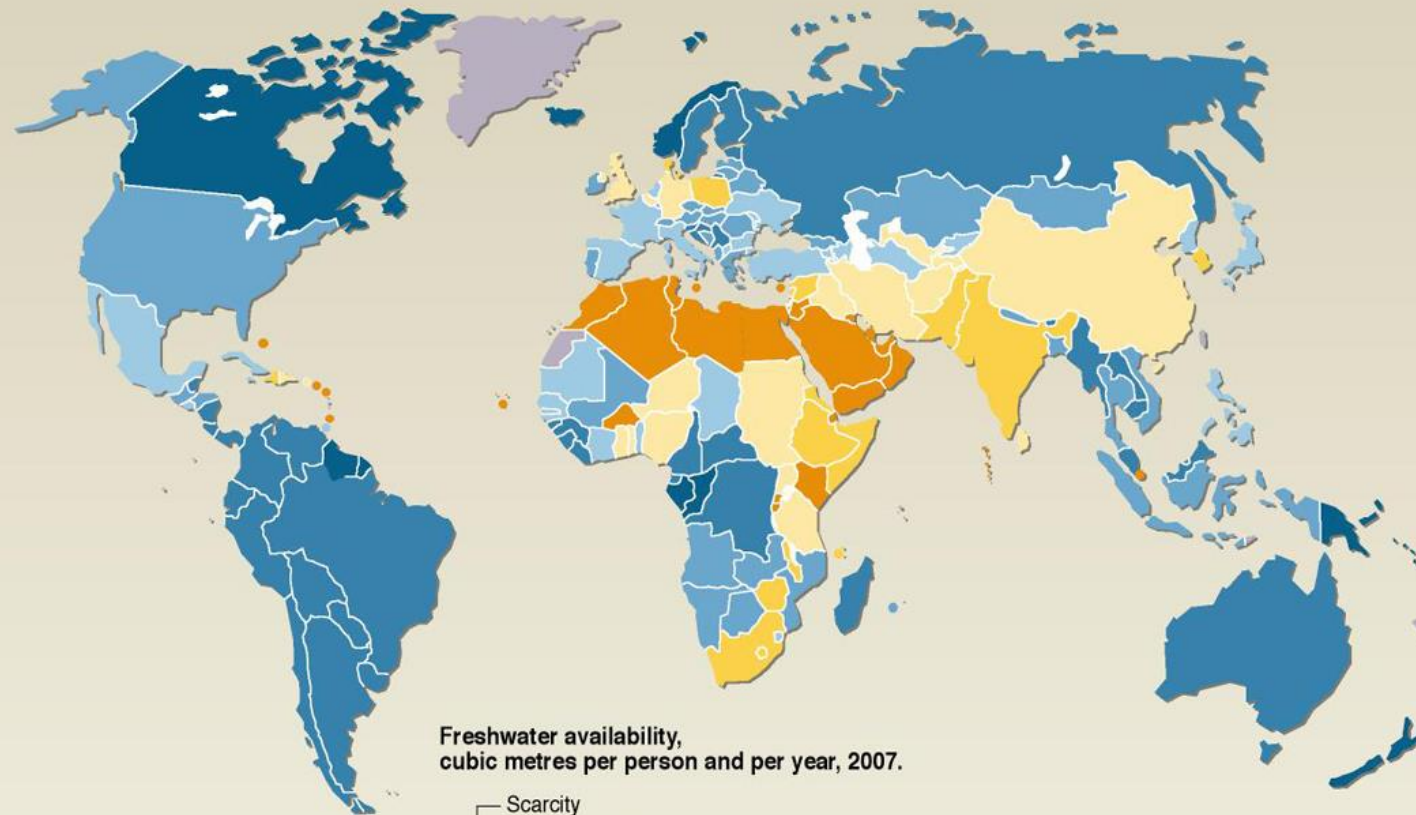 Freshwater availability,
cubic metres per person and per year, 2007.
Scarcity